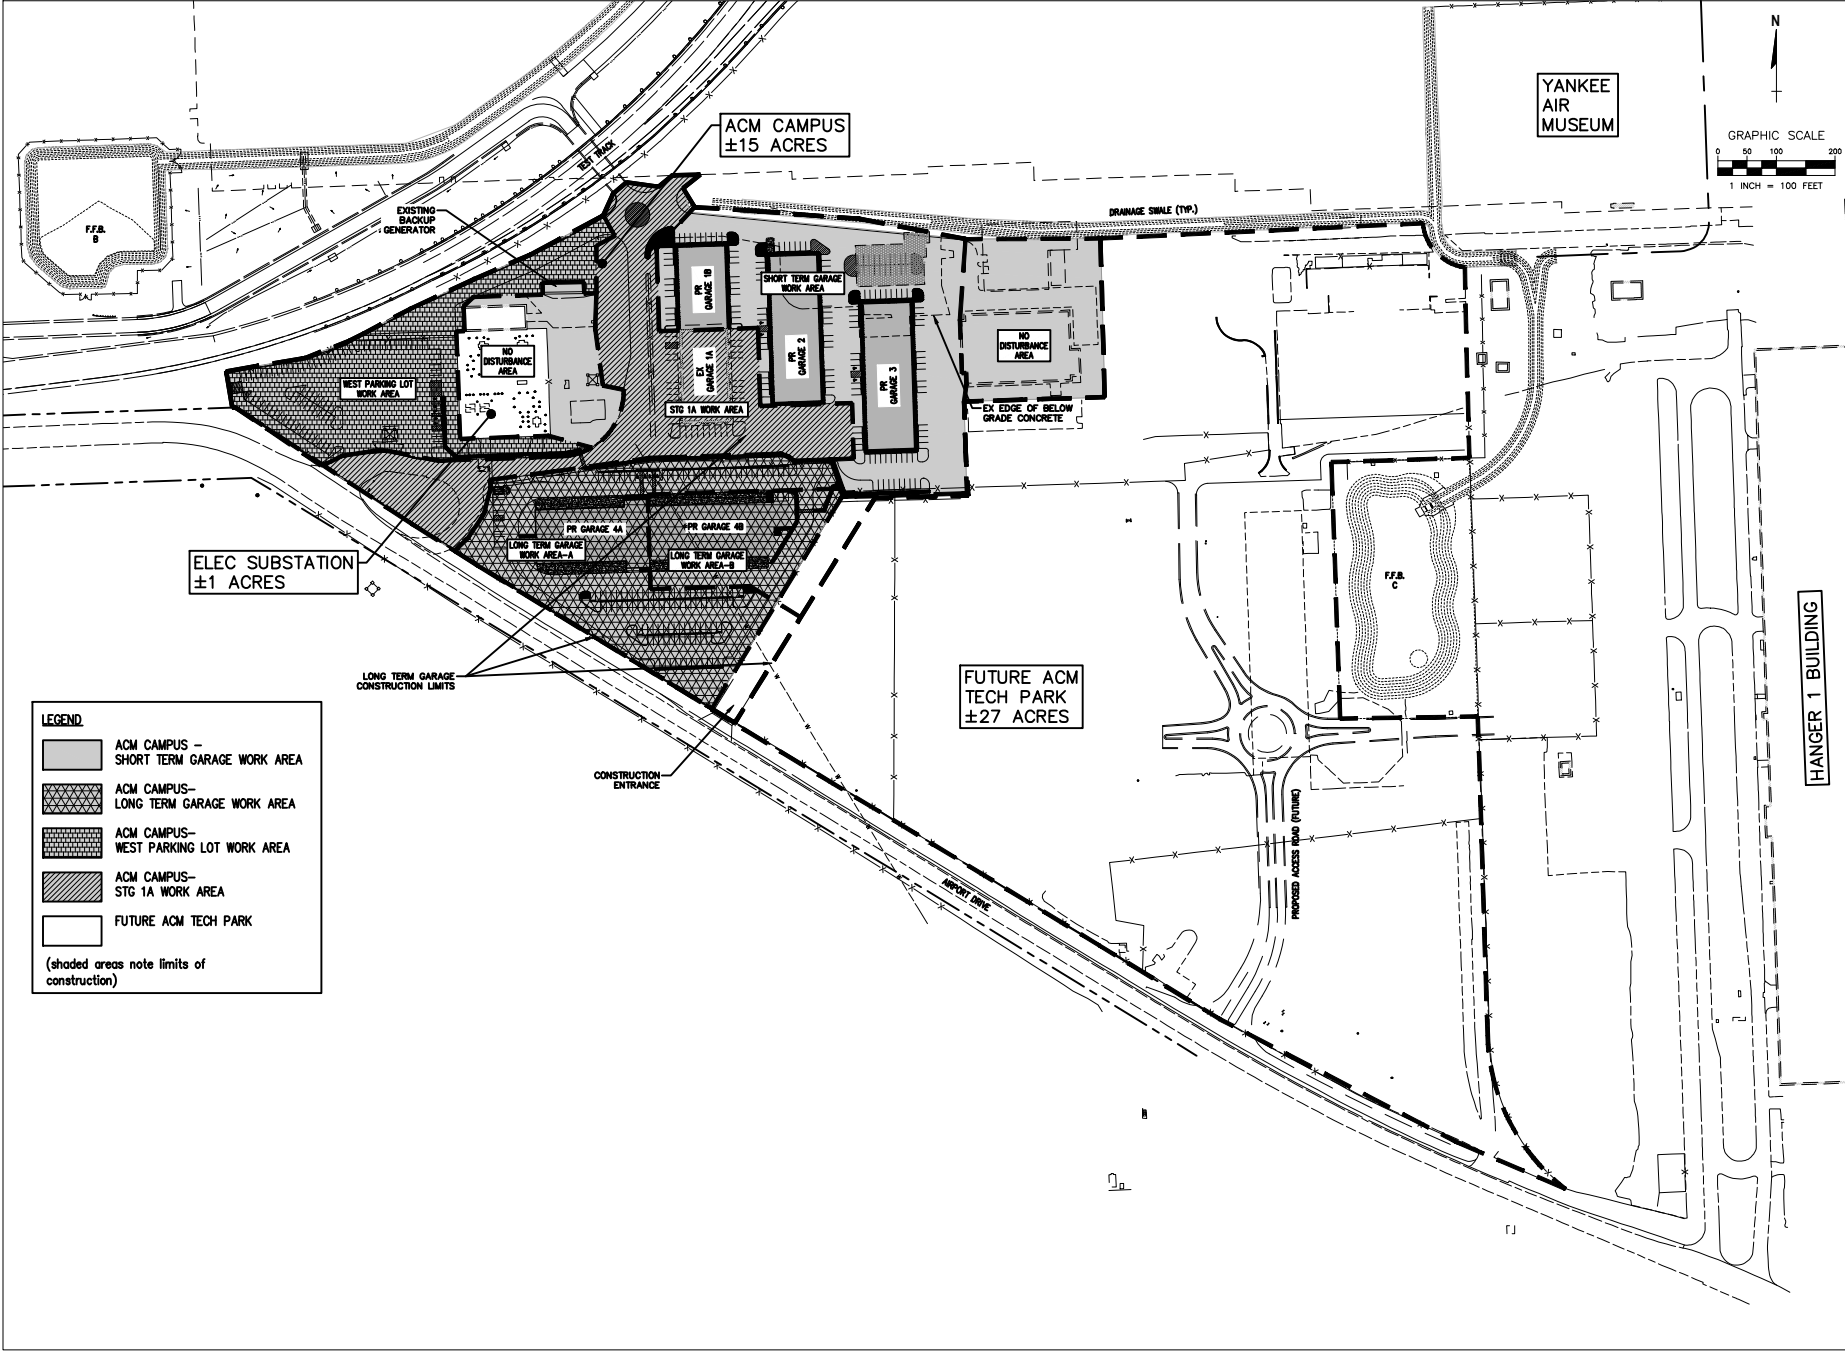 N
YANKEE
AIR
MUSEUM
GRAPHIC SCALE
0 50 100 200
1 INCH = 100 FEET
ACM CAMPUS
±15 ACRES
TEST TRACK
EXISTING
BACKUP
GENERATOR
DRAINAGE SWALE (TYP.)
F.F.B.
B
PR
GARAGE 1B
SHORT TERM GARAGE
WORK AREA
PR
GARAGE 2
EX
GARAGE 1A
PR
GARAGE 3
NO
DISTURBANCE
AREA
NO
DISTURBANCE
AREA
WEST PARKING LOT
WORK AREA
STG 1A WORK AREA
EX EDGE OF BELOW
GRADE CONCRETE
PR GARAGE 4A
PR GARAGE 4B
LONG TERM GARAGE
WORK AREA-A
LONG TERM GARAGE
WORK AREA-B
ELEC SUBSTATION
±1 ACRES
F.F.B.
C
HANGER 1 BUILDING
LONG TERM GARAGE
CONSTRUCTION LIMITS
FUTURE ACM
TECH PARK
±27 ACRES
CONSTRUCTION
ENTRANCE
PROPOSED ACCESS ROAD (FUTURE)
AIRPORT DRIVE
LEGEND
ACM CAMPUS -
SHORT TERM GARAGE WORK AREA
ACM CAMPUS-
LONG TERM GARAGE WORK AREA
ACM CAMPUS-
WEST PARKING LOT WORK AREA
ACM CAMPUS-
STG 1A WORK AREA
FUTURE ACM TECH PARK
(shaded areas note limits of
construction)